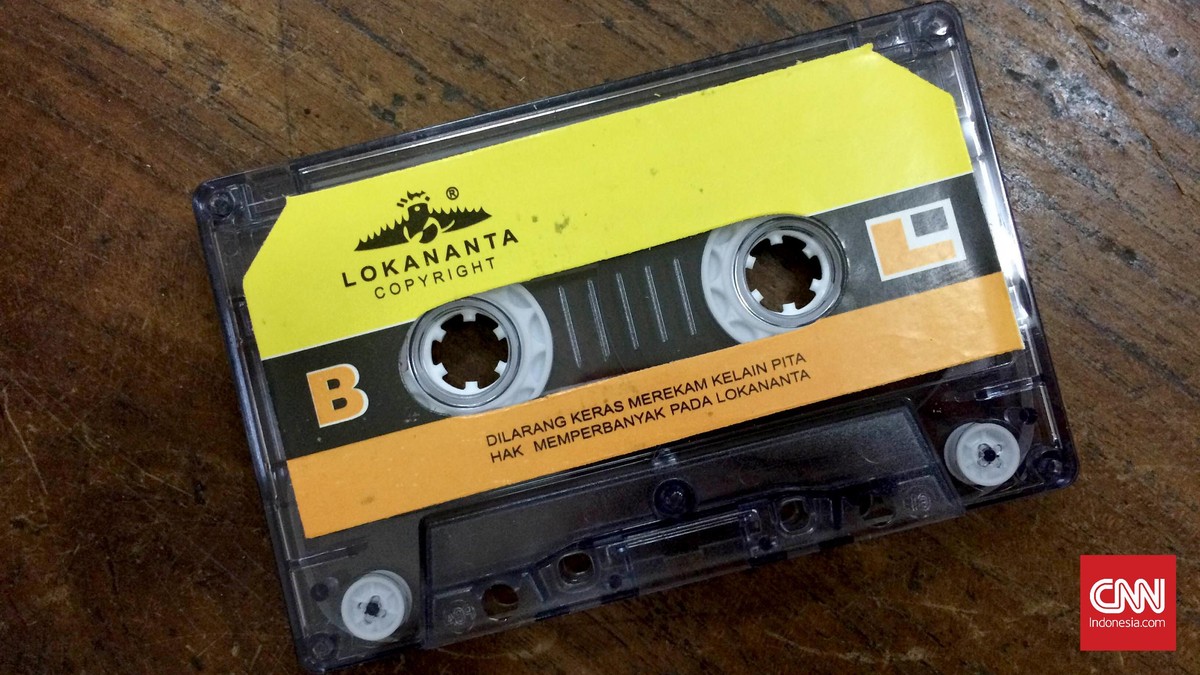 ®
LOKANANTA
COPYRIGHT
L
B
DILARANG KERAS MEREKAM KELAIN PITA
HAK MEMPERBANYAK PADA LOKANANTA
CNN
Indonesia.com